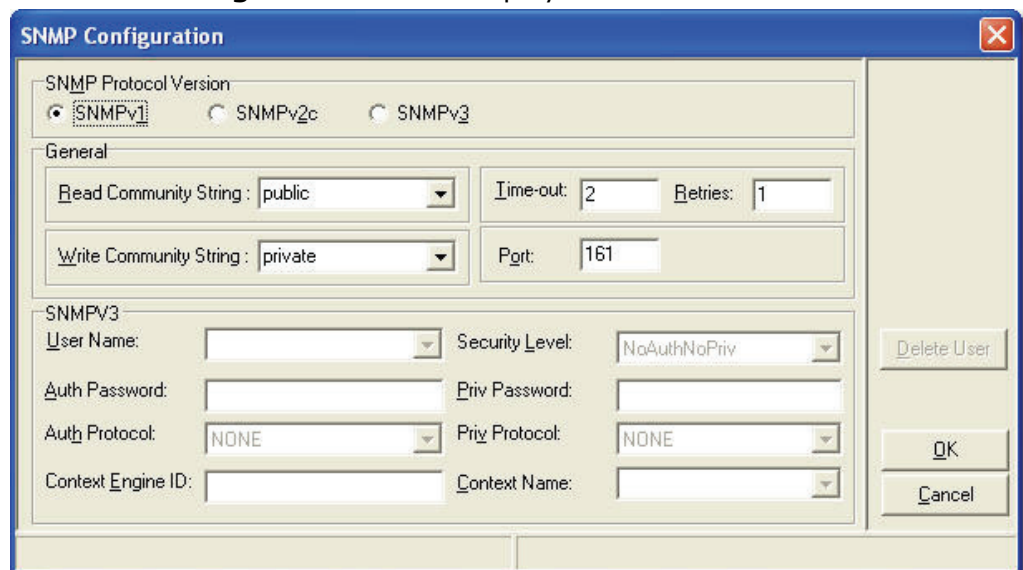 SNMP Configuration
SNMP Protocol Version
SNMPv1 SNMPv2c SNMPv3
General
Read Community String : public Time-out: 2 Retries: 1
Write Community String : private Port: 161
SNMPV3
User Name: Security Level: NoAuthNoPriv Delete User
Auth Password: Priv Password:
Auth Protocol: NONE Priv Protocol: NONE
OK
Context Engine ID: Context Name:
Cancel